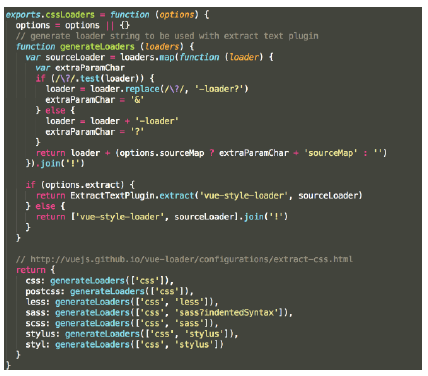 exports.cssLoaders = function (options) {
  options = options || {}
  // generate loader string to be used with extract text plugin
  function generateLoaders (loaders) {
    var sourceLoader = loaders.map(function (loader) {
      var extraParamChar
      if (/\?/.test(loader)) {
        loader = loader.replace(/\?/, '-loader?')
        extraParamChar = '&'
      } else {
        loader = loader + '-loader'
        extraParamChar = '?'
      }
      return loader + (options.sourceMap ? extraParamChar + 'sourceMap' : '')
    }).join('!')

    if (options.extract) {
      return ExtractTextPlugin.extract('vue-style-loader', sourceLoader)
    } else {
      return ['vue-style-loader', sourceLoader].join('!')
    }
  }

  // http://vuejs.github.io/vue-loader/configurations/extract-css.html
  return {
    css: generateLoaders(['css']),
    postcss: generateLoaders(['css']),
    less: generateLoaders(['css', 'less']),
    sass: generateLoaders(['css', 'sass?indentedSyntax']),
    scss: generateLoaders(['css', 'sass']),
    stylus: generateLoaders(['css', 'stylus']),
    styl: generateLoaders(['css', 'stylus'])
  }
}